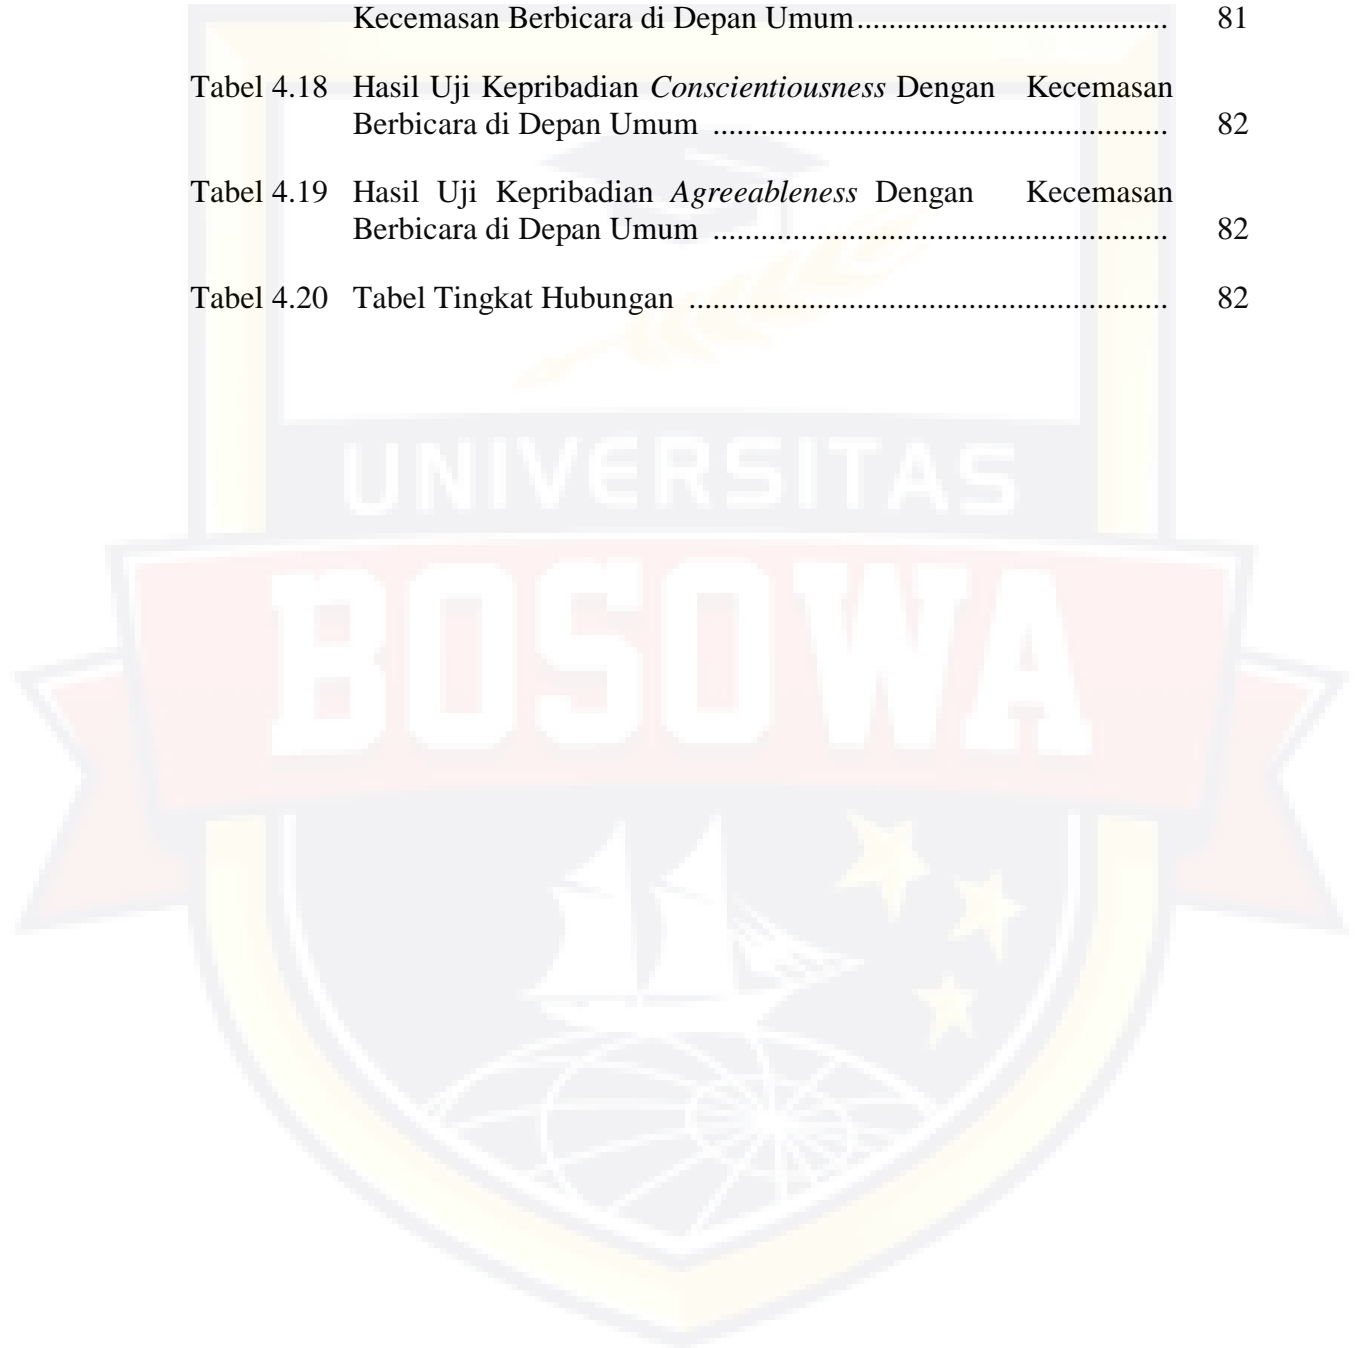 Kecemasan Berbicara di Depan Umum....................................... 81
Tabel 4.18 Hasil Uji Kepribadian Conscientiousness Dengan Kecemasan
Berbicara di Depan Umum ......................................................... 82
Tabel 4.19 Hasil Uji Kepribadian Agreeableness Dengan Kecemasan
Berbicara di Depan Umum ......................................................... 82
Tabel 4.20 Tabel Tingkat Hubungan ............................................................ 82
UNIVERSITAS
BOSOWA